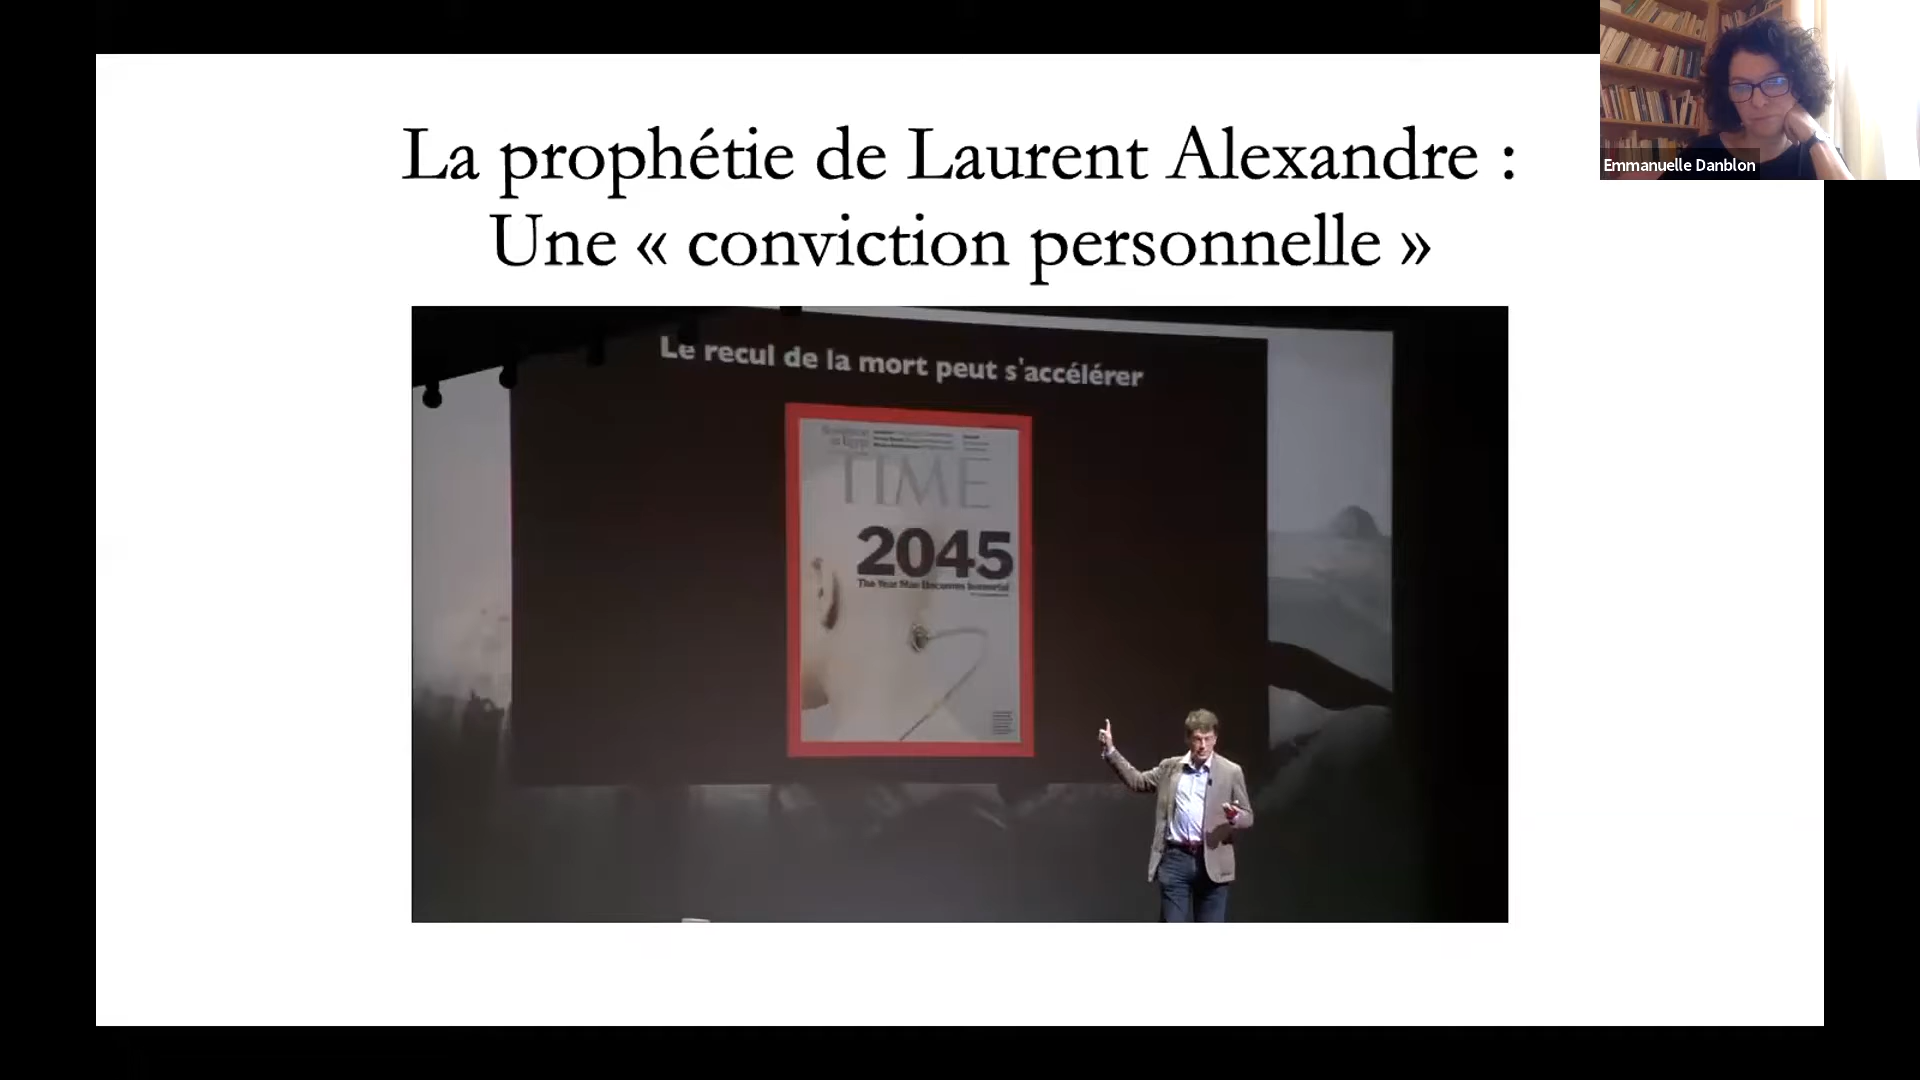 La prophétie de Laurent Alexandre :
Une « conviction personnelle »
Emmanuelle Danblon
Le recul de la mort peut s'accélérer
TIME
2045
The Year Man Becomes Immortal